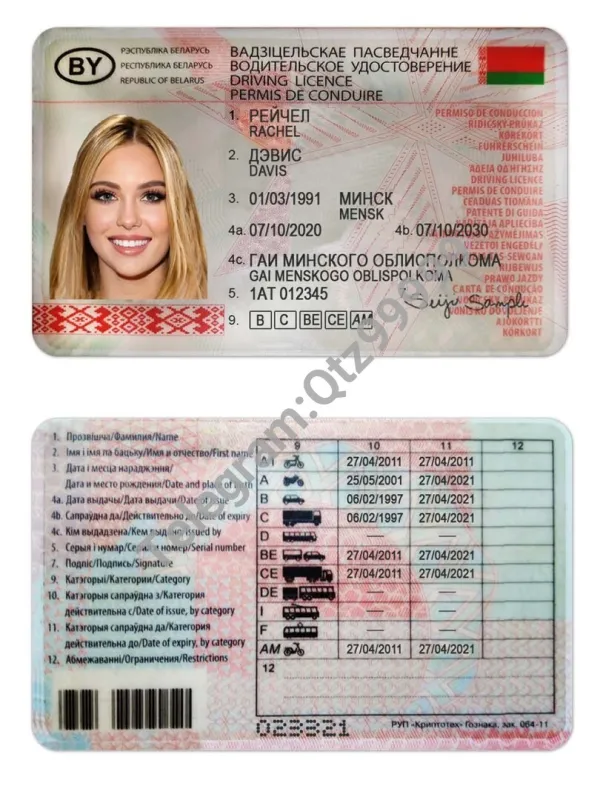 BY
РЭСПУБЛІКА БЕЛАРУСЬ
РЕСПУБЛИКА БЕЛАРУСЬ
REPUBLIC OF BELARUS
ВАДЗІЦЕЛЬСКАЕ ПАСВЕДЧАННЕ
ВОДИТЕЛЬСКОЕ УДОСТОВЕРЕНИЕ
DRIVING LICENCE
PERMIS DE CONDUIRE
1. РЕЙЧЕЛ
RACHEL
2. ДЭВИС
DAVIS
3. 01/03/1991 МИНСК
MENSK
4a. 07/10/2020 4b. 07/10/2030
4c. ГАИ МИНСКОГО ОБЛИСПОЛКОМА
GAI MENSKOGO OBLISPOLKOMA
5. 1AT 012345
9. B C BE CE AM
PERMISO DE CONDUCCION
KØREKORT
FÜHRERSCHEIN
JUHILUBA
DRIVING LICENCE
PERMIS DE CONDUIRE
CEADUAS TIOMANA
PATENTE DI GUIDA
PRAWO JAZDY
AJOKORTTI
KÖRKORT
Sample
1. Прозвішча/Фамилия/Name
2. Імя і імя па бацьку/Имя и отчество/First name
3. Дата і месца нараджэння/
Дата и место рождения/Date and place of birth
4a. Дата выдачы/Дата выдачи/Date of issue
4b. Сапраўдна да/Действительно до/Date of expiry
4c. Кім выдадзена/Кем выдано/Issued by
5. Серыя і нумар/Серия и номер/Serial number
7. Подпіс/Подпись/Signature
9. Катэгорыі/Категории/Category
10. Катэгорыя сапраўдна з/Категория
действительна с/Date of issue, by category
11. Катэгорыя сапраўдна да/Категория
действительна до/Date of expiry, by category
12. Абмежаванні/Ограничения/Restrictions
9 10 11 12
A1 27/04/2011 27/04/2011
A 25/05/2001 27/04/2021
B 06/02/1997 27/04/2021
C 06/02/1997 27/04/2021
D — —
BE 27/04/2011 27/04/2021
CE 27/04/2011 27/04/2021
DE — —
I — —
F — —
AM 27/04/2011 27/04/2021
12
023321
РУП «Криптотех» Гознака, зак. 064-11